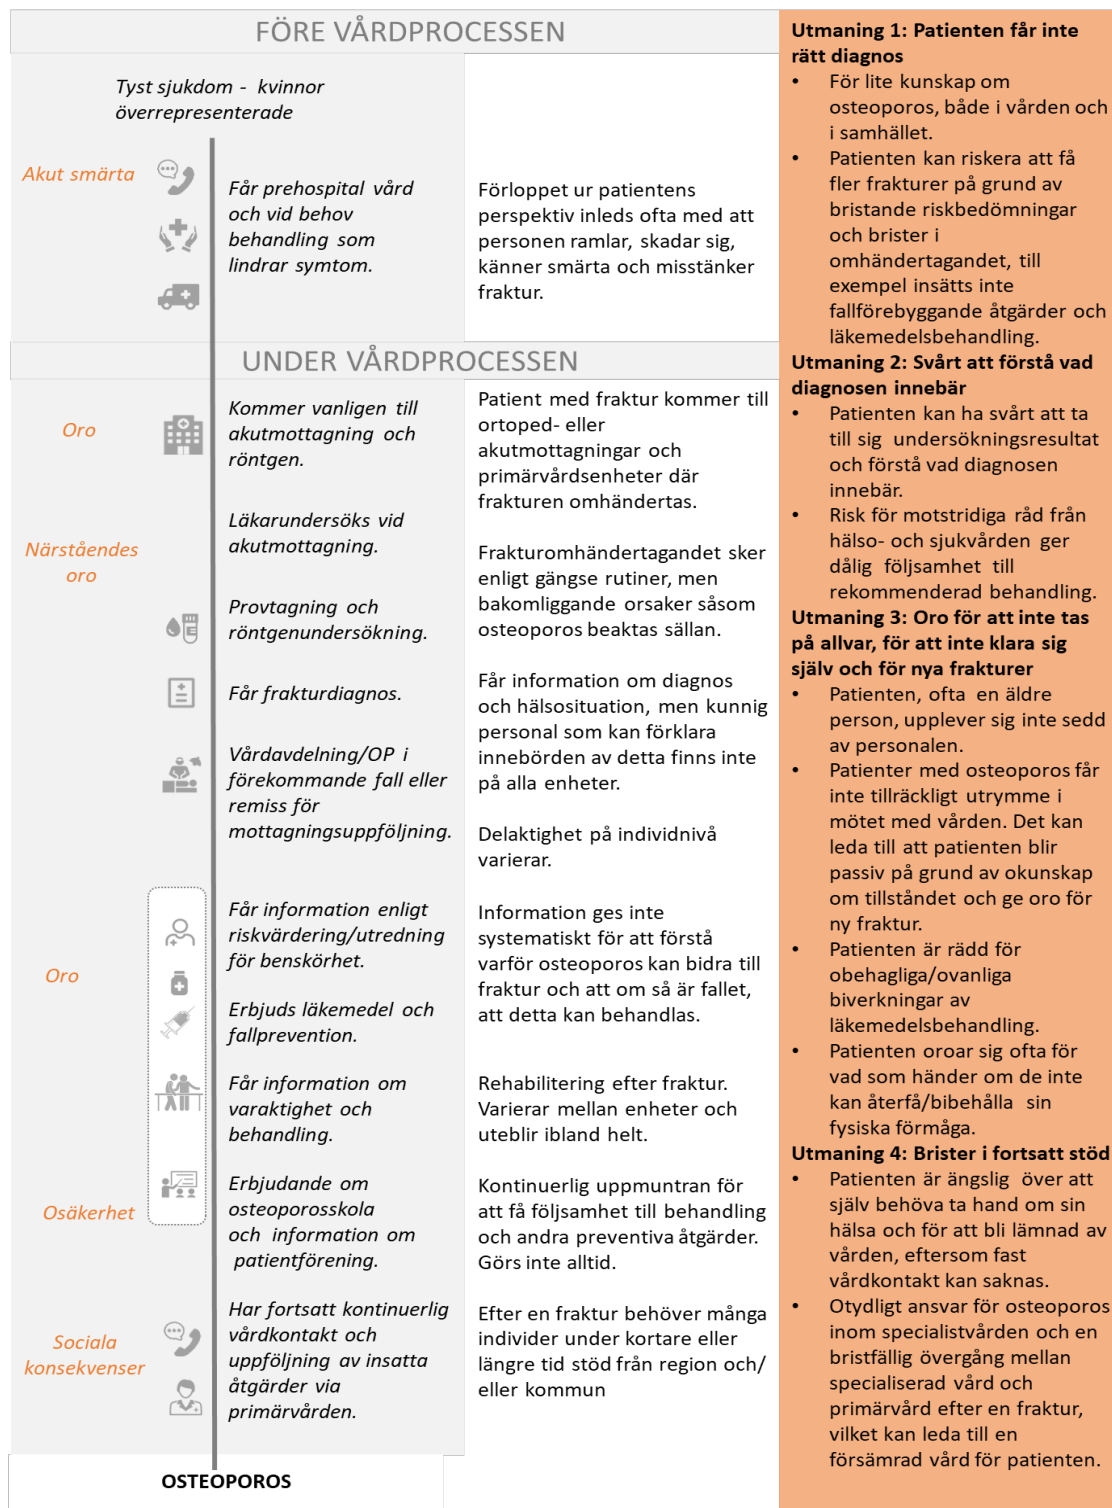 FÖRE VÅRDPROCESSEN
Tyst sjukdom - kvinnor
överrepresenterade
Akut smärta
Får prehospital vård
och vid behov
behandling som
lindrar symtom.
Förloppet ur patientens
perspektiv inleds ofta med att
personen ramlar, skadar sig,
känner smärta och misstänker
fraktur.
UNDER VÅRDPROCESSEN
Oro
Kommer vanligen till
akutmottagning och
röntgen.
Patient med fraktur kommer till
ortoped- eller
akutmottagningar och
primärvårdsenheter där
frakturen omhändertas.
Närståendes
oro
Läkarundersöks vid
akutmottagning.
Frakturomhändertagandet sker
enligt gängse rutiner, men
bakomliggande orsaker såsom
osteoporos beaktas sällan.
Provtagning och
röntgenundersökning.
Får frakturdiagnos.
Får information om diagnos
och hälsosituation, men kunnig
personal som kan förklara
innebörden av detta finns inte
på alla enheter.
Vårdavdelning/OP i
förekommande fall eller
remiss för
mottagningsuppföljning.
Delaktighet på individnivå
varierar.
Oro
Får information enligt
riskvärdering/utredning
för benskörhet.
Information ges inte
systematiskt för att förstå
varför osteoporos kan bidra till
fraktur och att om så är fallet,
att detta kan behandlas.
Erbjuds läkemedel och
fallprevention.
Får information om
varaktighet och
behandling.
Rehabilitering efter fraktur.
Varierar mellan enheter och
uteblir ibland helt.
Osäkerhet
Erbjudande om
osteoporosskola
och information om
patientförening.
Kontinuerlig uppmuntran för
att få följsamhet till behandling
och andra preventiva åtgärder.
Görs inte alltid.
Sociala
konsekvenser
Har fortsatt kontinuerlig
vårdkontakt och
uppföljning av insatta
åtgärder via
primärvården.
Efter en fraktur behöver många
individer under kortare eller
längre tid stöd från region och/
eller kommun
OSTEOPOROS
Utmaning 1: Patienten får inte
rätt diagnos
• För lite kunskap om
osteoporos, både i vården och
i samhället.
• Patienten kan riskera att få
fler frakturer på grund av
bristande riskbedömningar
och brister i
omhändertagandet, till
exempel insätts inte
fallförebyggande åtgärder och
läkemedelsbehandling.
Utmaning 2: Svårt att förstå vad
diagnosen innebär
• Patienten kan ha svårt att ta
till sig undersökningsresultat
och förstå vad diagnosen
innebär.
• Risk för motstridiga råd från
hälso- och sjukvården ger
dålig följsamhet till
rekommenderad behandling.
Utmaning 3: Oro för att inte tas
på allvar, för att inte klara sig
själv och för nya frakturer
• Patienten, ofta en äldre
person, upplever sig inte sedd
av personalen.
• Patienter med osteoporos får
inte tillräckligt utrymme i
mötet med vården. Det kan
leda till att patienten blir
passiv på grund av okunskap
om tillståndet och ge oro för
ny fraktur.
• Patienten är rädd för
obehagliga/ovanliga
biverkningar av
läkemedelsbehandling.
• Patienten oroar sig ofta för
vad som händer om de inte
kan återfå/bibehålla sin
fysiska förmåga.
Utmaning 4: Brister i fortsatt stöd
• Patienten är ängslig över att
själv behöva ta hand om sin
hälsa och för att bli lämnad av
vården, eftersom fast
vårdkontakt kan saknas.
• Otydligt ansvar för osteoporos
inom specialistvården och en
bristfällig övergång mellan
specialiserad vård och
primärvård efter en fraktur,
vilket kan leda till en
försämrad vård för patienten.